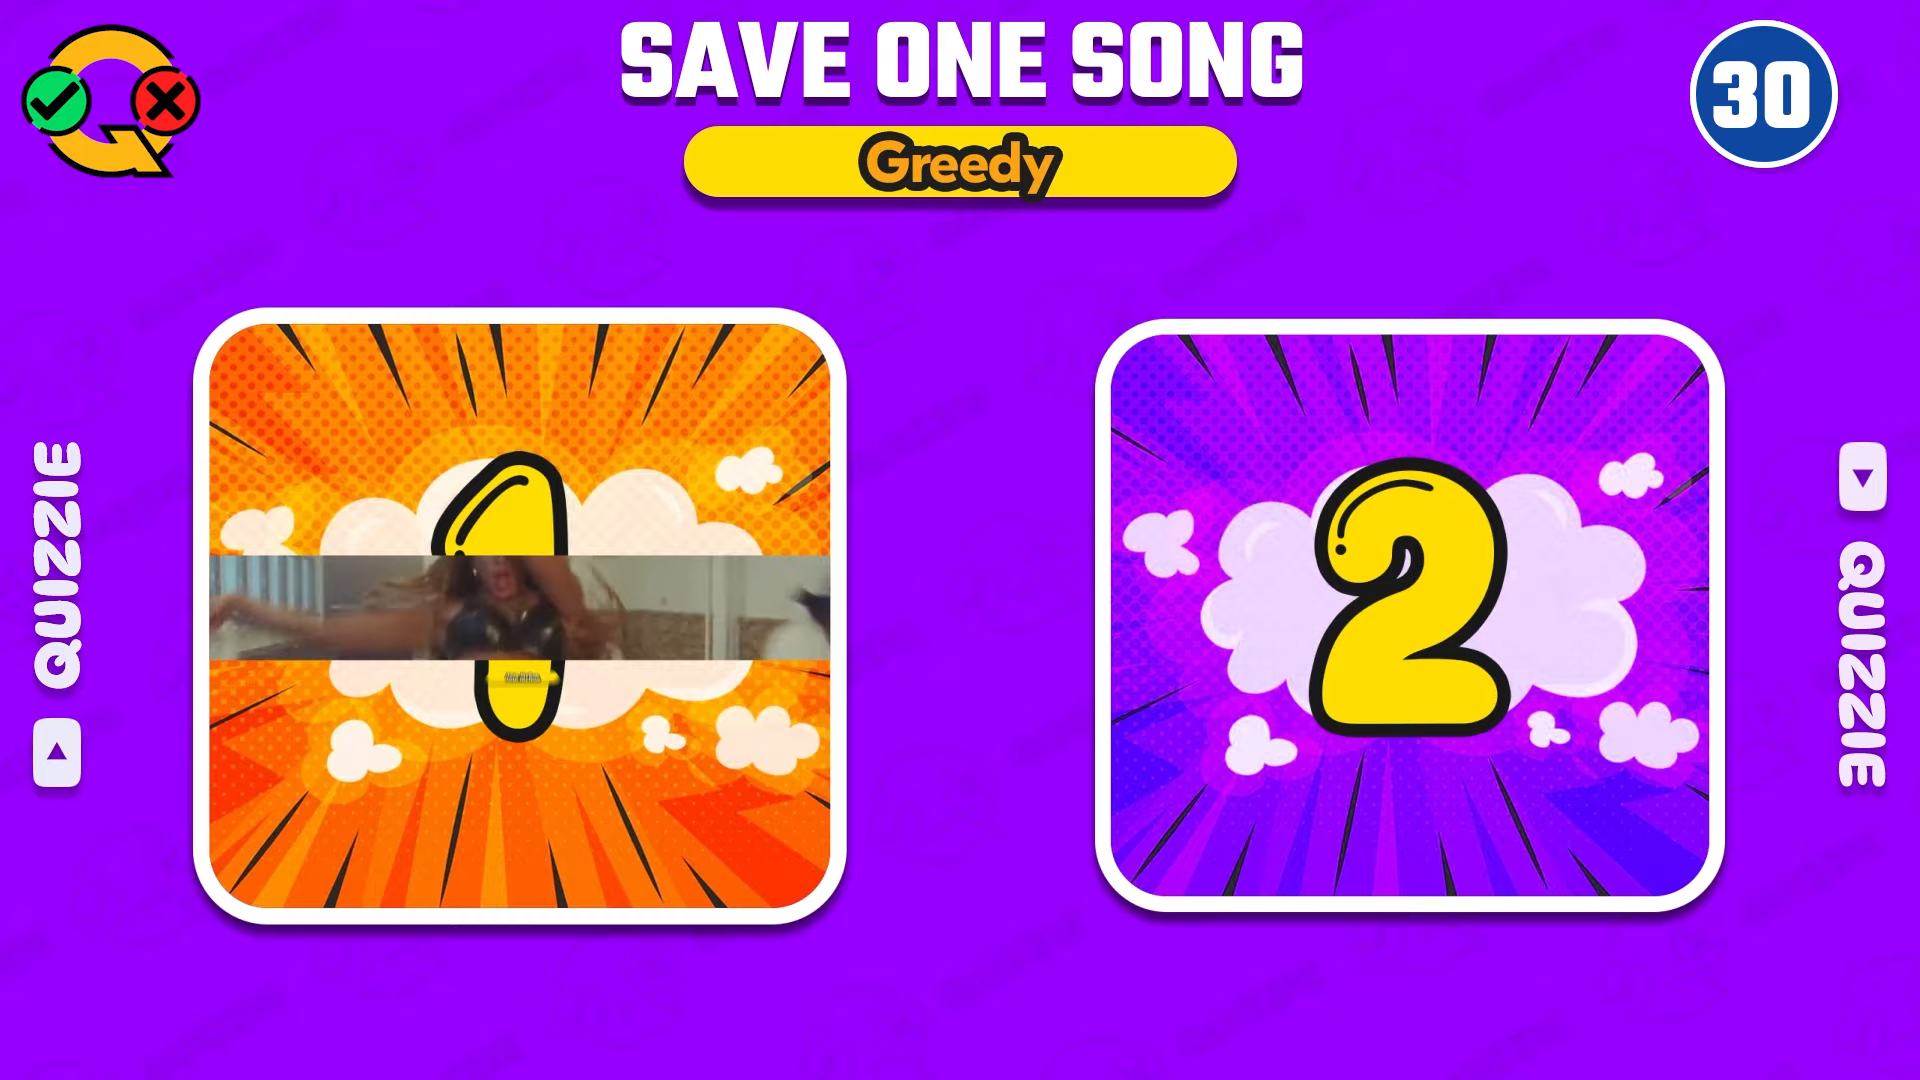 SAVE ONE SONG
30
Greedy
1
2
QUIZZIE
QUIZZIE